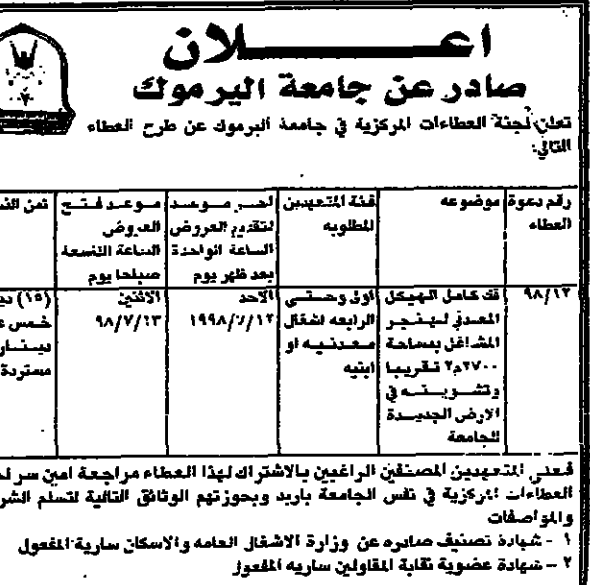 اعـــــــــلان
صادر عن جامعة اليرموك
تعلن لجنة العطاءات المركزية في جامعة اليرموك عن طرح العطاء
التالي:
رقم دعوة
العطاء
موضوعه
فئة المتعهدين
المطلوبه
اخر موعد
لتقديم العروض
الساعة الواحدة
بعد ظهر يوم
موعد فتح
العروض
الساعة التاسعة
صباحا يوم
ثمن
٩٨/١٣
فك كامل الهيكل
المعدني لهنجر
المشاغل بمساحة
٢٧٠٠م٢ تقريبا
وتشوينه في
الارض الجديدة
للجامعة
اولى وحتى
الرابعه اشغال
معدنيه او
ابنيه
الاحد
١٩٩٨/٧/١٢
الاثنين
٩٨/٧/١٣
(١٥)
خمس
دينار
مستردة
فعلى المتعهدين المصنفين الراغبين بالاشتراك لهذا العطاء مراجعة امين سر
العطاءات المركزية في نفس الجامعة باربد وبحوزتهم الوثائق التالية لتسلم
والمواصفات
١ - شهادة تصنيف صادره عن وزارة الاشغال العامه والاسكان سارية المفعول
٢ - شهادة عضوية نقابة المقاولين ساريه المفعول